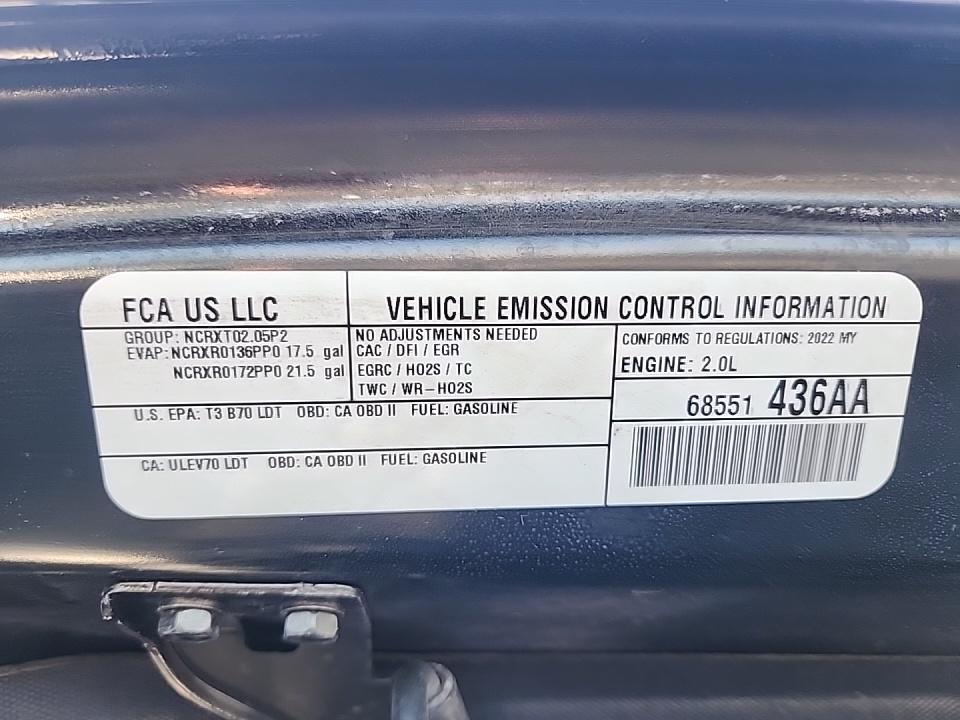 FCA US LLC
VEHICLE EMISSION CONTROL INFORMATION
GROUP: NCRXT02.05P2
EVAP: NCRXR0136PP0 17.5 gal
NCRXR0172PP0 21.5 gal
NO ADJUSTMENTS NEEDED
CAC / DFI / EGR
EGRC / HO2S / TC
TWC / WR-HO2S
CONFORMS TO REGULATIONS: 2022 MY
ENGINE: 2.0L
68551 436AA
U.S. EPA: T3 B70 LDT OBD: CA OBD II FUEL: GASOLINE
CA: ULEV70 LDT OBD: CA OBD II FUEL: GASOLINE